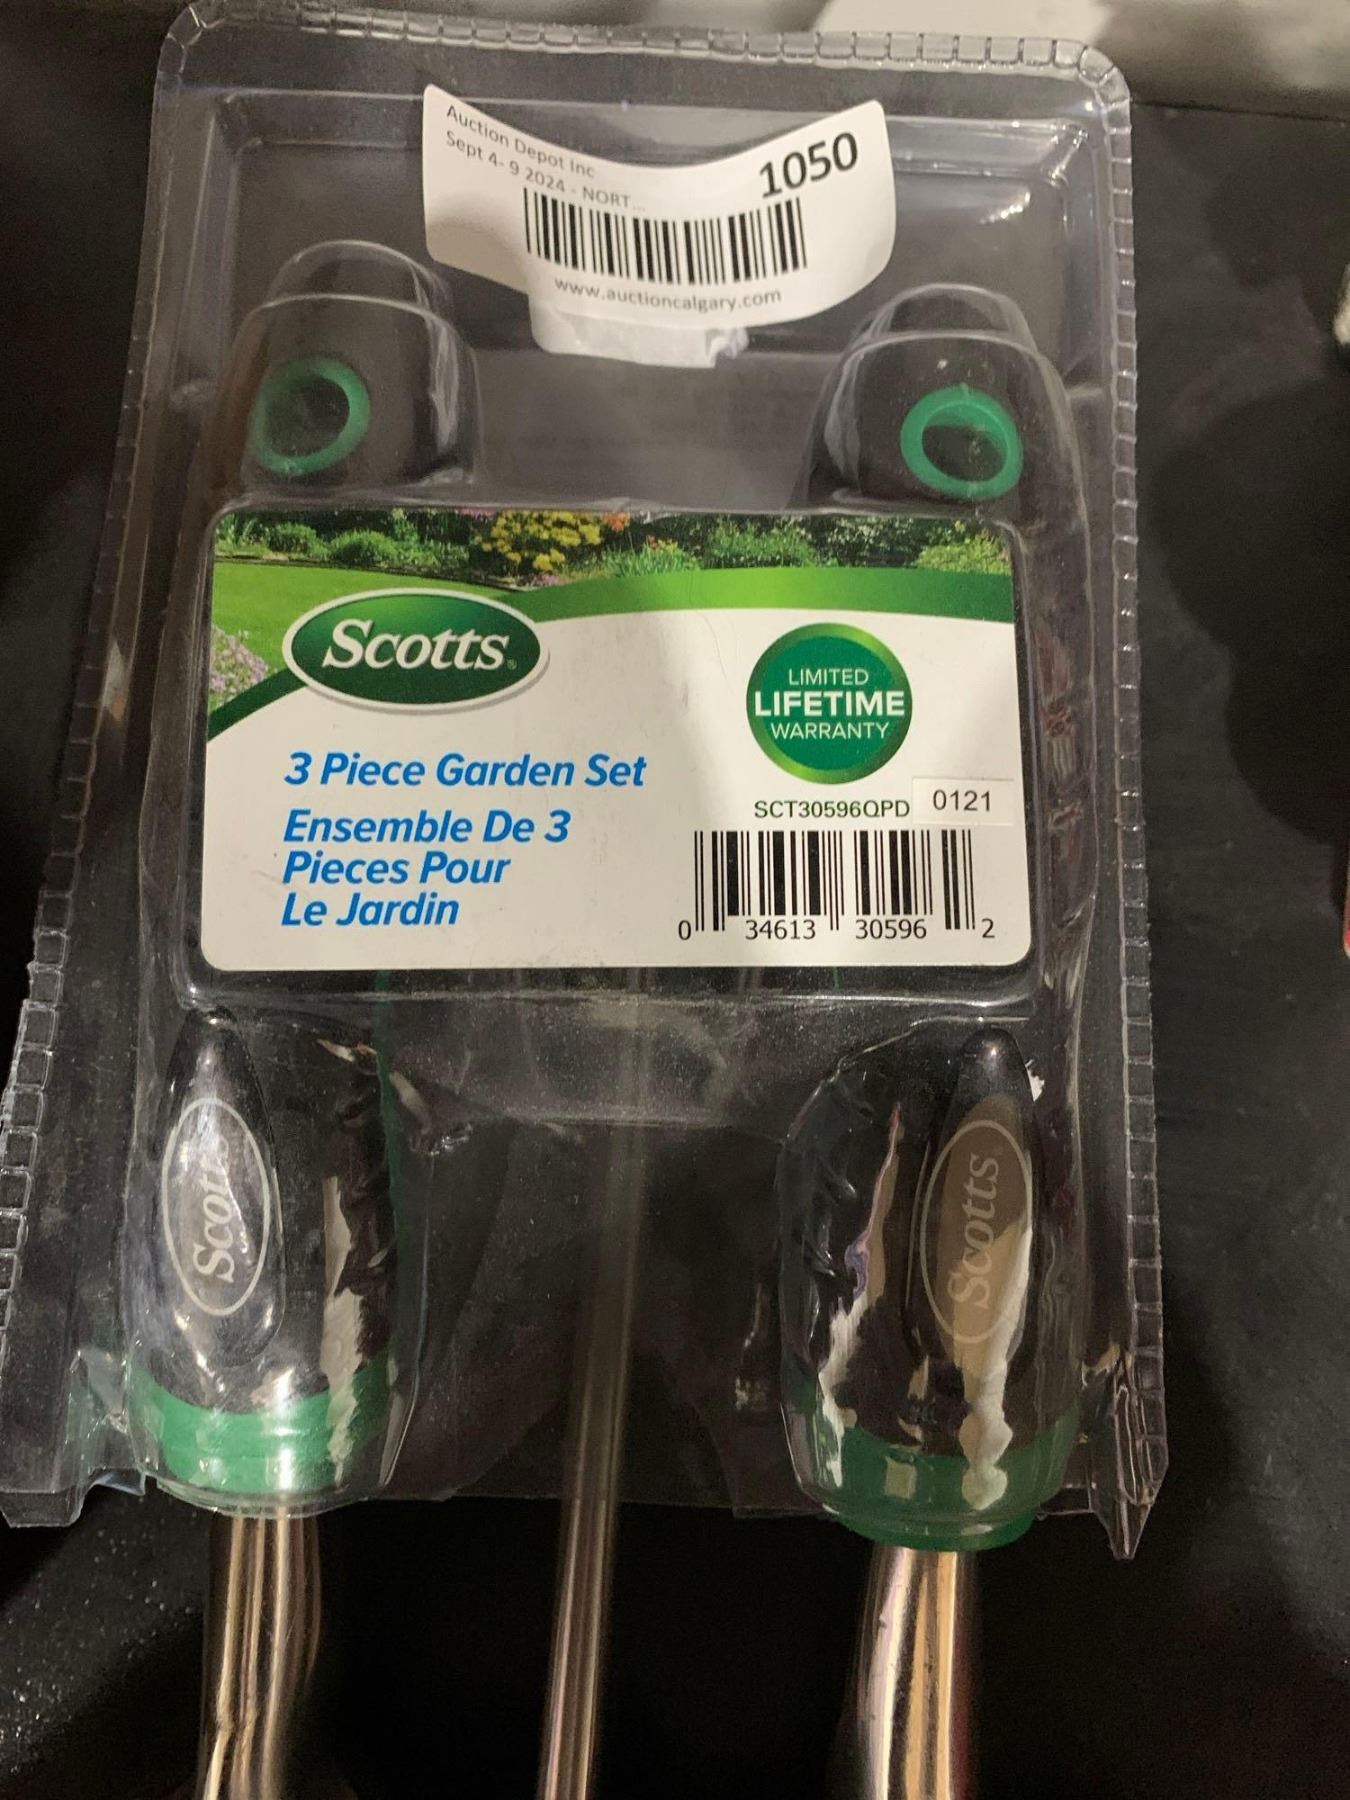 Auction Depot Inc
Sept 4- 9 2024 - NORT...
1050
www.auctioncalgary.com
Scotts
LIMITED
LIFETIME
WARRANTY
3 Piece Garden Set
Ensemble De 3
Pieces Pour
Le Jardin
SCT30596QPD 0121
0 34613 30596 2
Scotts
Scotts